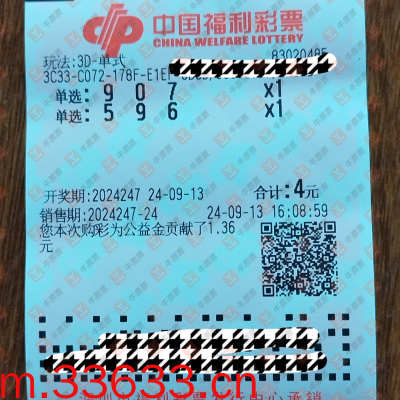 中国福利彩票
CHINA WELFARE LOTTERY
玩法:3D-单式
83020485
3C33-C072-178F-E1E
单选: 9 0 7 x1
单选: 5 9 6 x1
开奖期:2024247 24-09-13 合计:4元
销售期:2024247-24 24-09-13 16:08:59
您本次购彩为公益金贡献了1.36
元
m.33633.cn